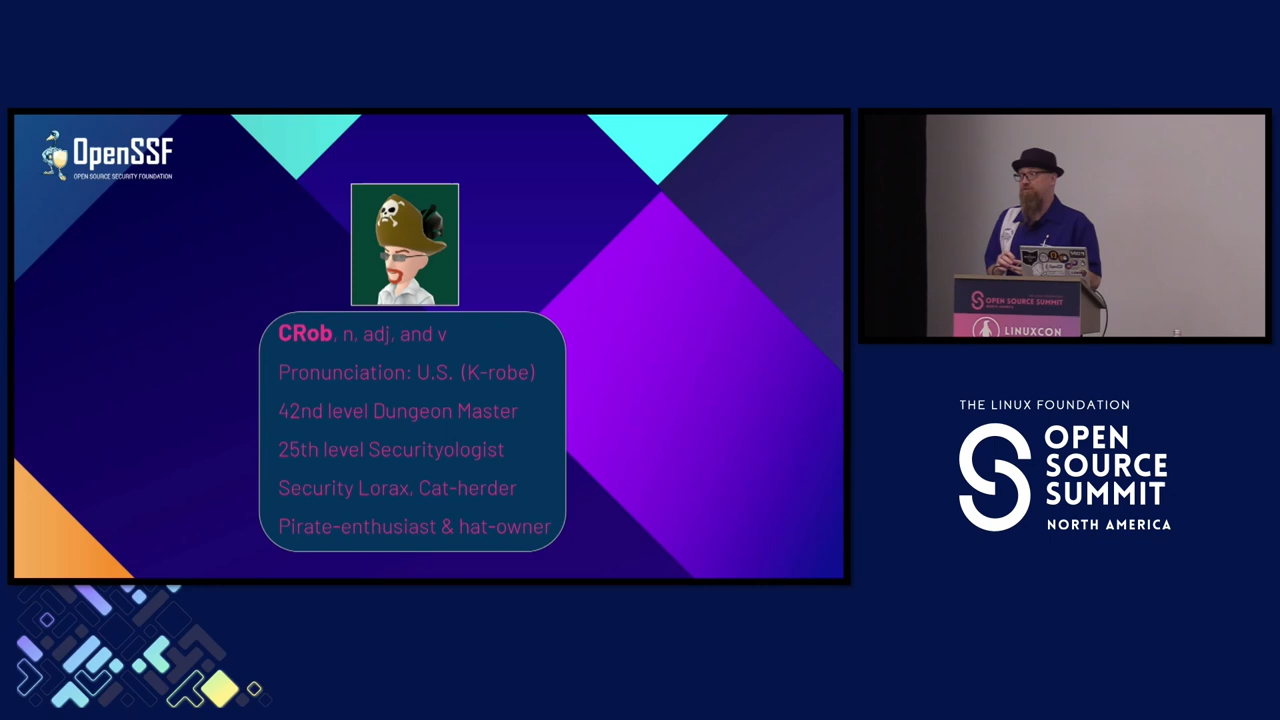 OpenSSF
OPEN SOURCE SECURITY FOUNDATION
CRob, n, adj, and v
Pronunciation: U.S. (K-robe)
42nd level Dungeon Master
25th level Securityologist
Security Lorax, Cat-herder
Pirate-enthusiast & hat-owner
OPEN SOURCE SUMMIT
LINUXCON
THE LINUX FOUNDATION
OPEN
SOURCE
SUMMIT
NORTH AMERICA